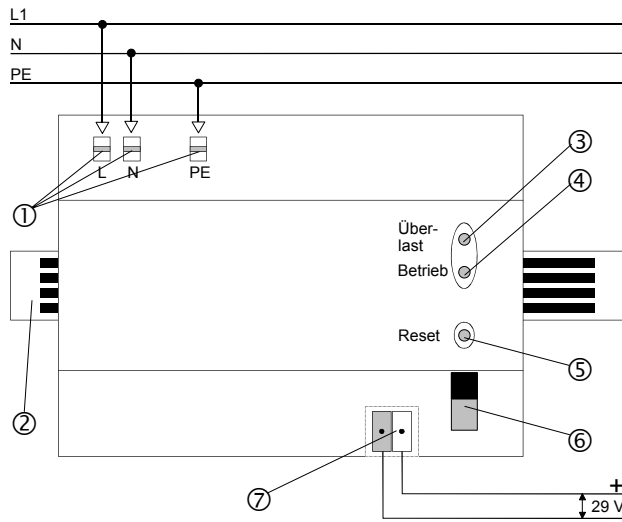 L1
N
PE
L N PE
①
③
④
Über-
last
Betrieb
Reset
②
⑤
⑥
⑦
+
29 V